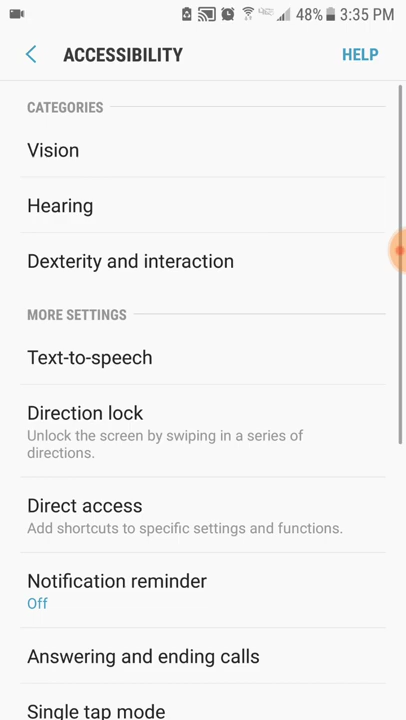 48% 3:35 PM
ACCESSIBILITY HELP
CATEGORIES
Vision
Hearing
Dexterity and interaction
MORE SETTINGS
Text-to-speech
Direction lock
Unlock the screen by swiping in a series of
directions.
Direct access
Add shortcuts to specific settings and functions.
Notification reminder
Off
Answering and ending calls
Single tap mode